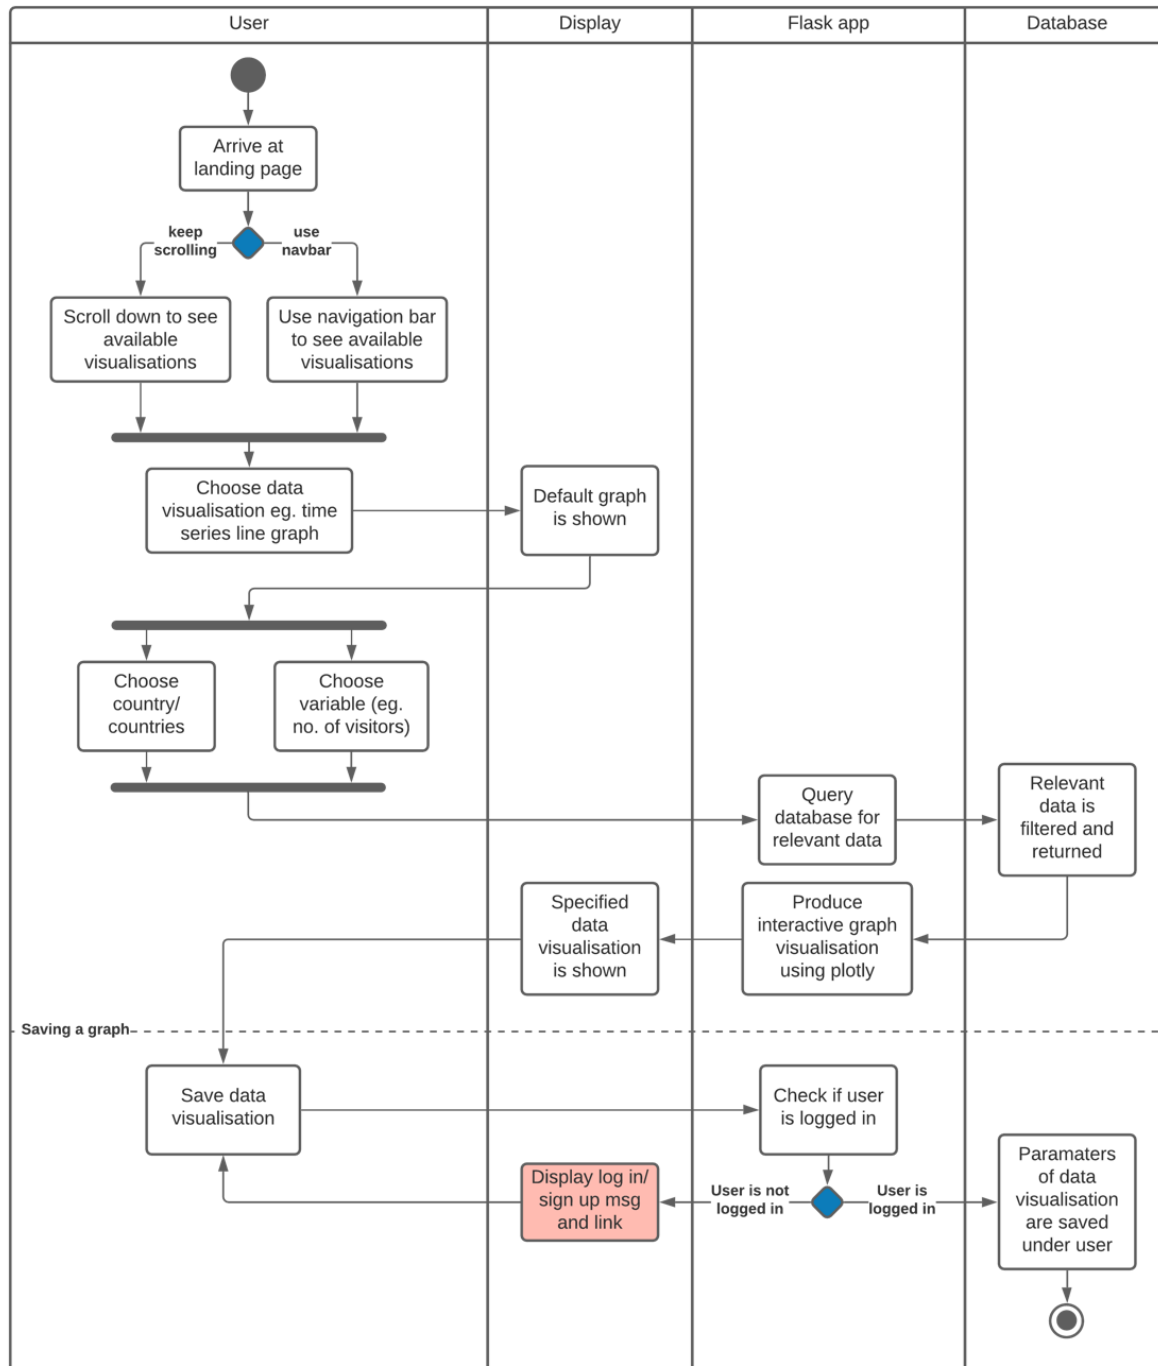 User
Display
Flask app
Database
Arrive at
landing page
keep
scrolling
use
navbar
Scroll down to see
available
visualisations
Use navigation bar
to see available
visualisations
Choose data
visualisation eg. time
series line graph
Default graph
is shown
Choose
country/
countries
Choose
variable (eg.
no. of visitors)
Query
database for
relevant data
Relevant
data is
filtered and
returned
Specified
data
visualisation
is shown
Produce
interactive graph
visualisation
using plotly
Saving a graph
Save data
visualisation
Check if user
is logged in
Display log in/
sign up msg
and link
User is not
logged in
User is
logged in
Paramaters
of data
visualisation
are saved
under user